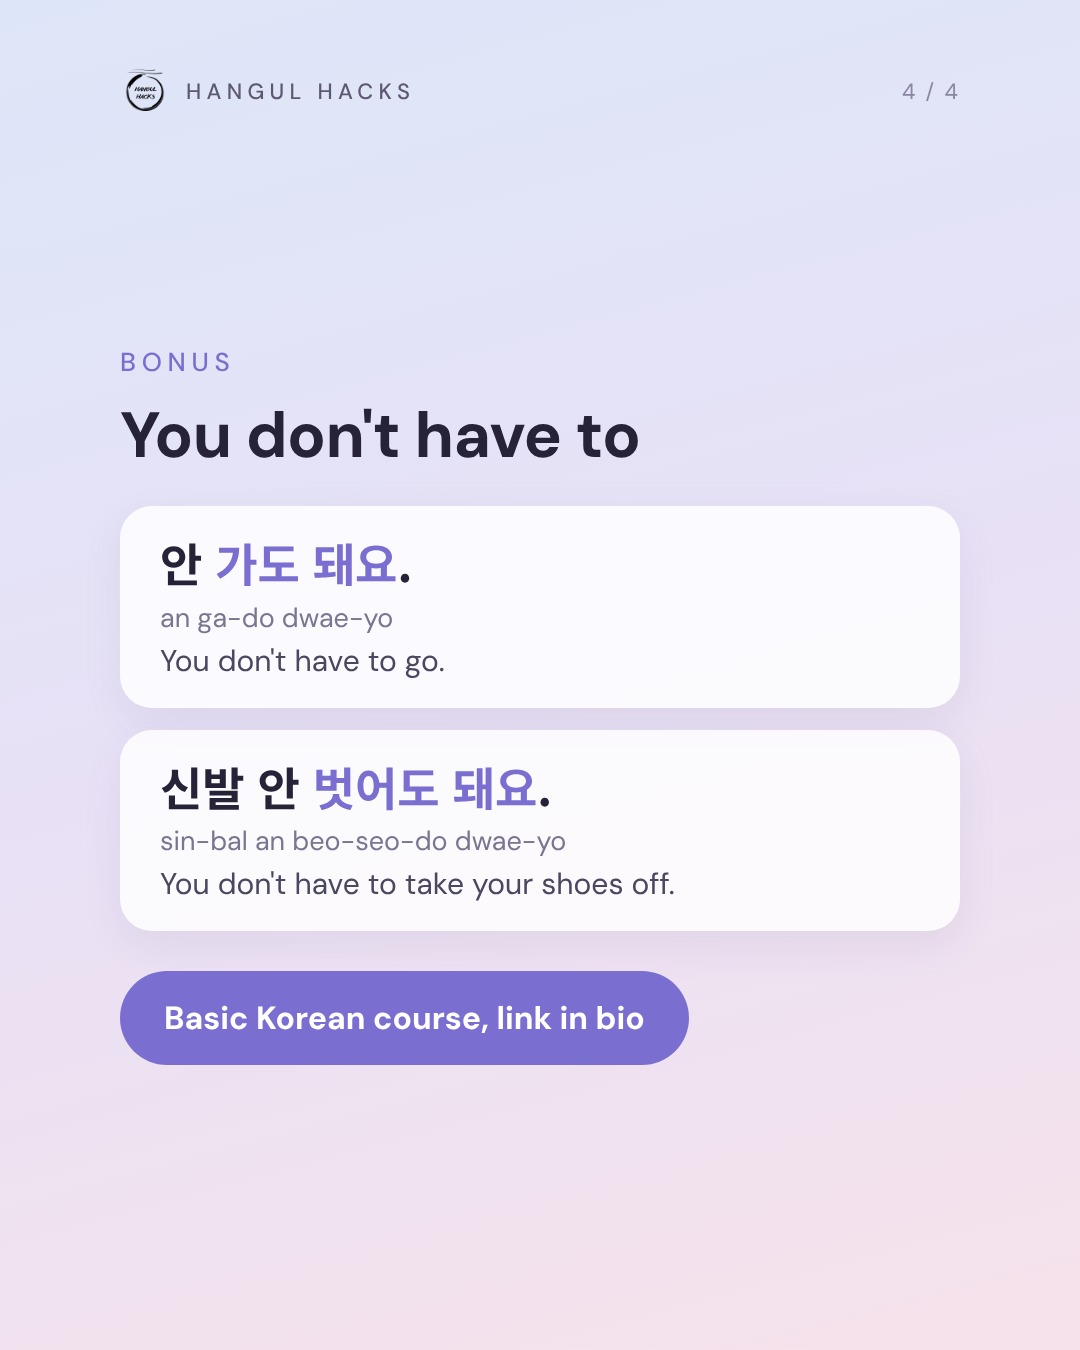 HANGUL HACKS
HANGUL HACKS
4 / 4
BONUS
You don't have to
안 가도 돼요.
an ga-do dwae-yo
You don't have to go.
신발 안 벗어도 돼요.
sin-bal an beo-seo-do dwae-yo
You don't have to take your shoes off.
Basic Korean course, link in bio